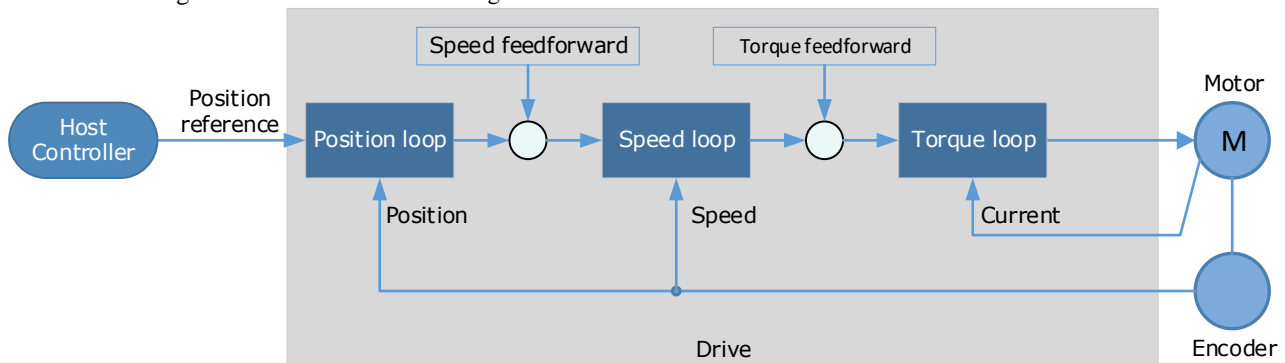 Speed feedforward
Torque feedforward
Motor
Position
reference
Host
Controller
Position loop
Speed loop
Torque loop
M
Position
Speed
Current
Drive
Encoder